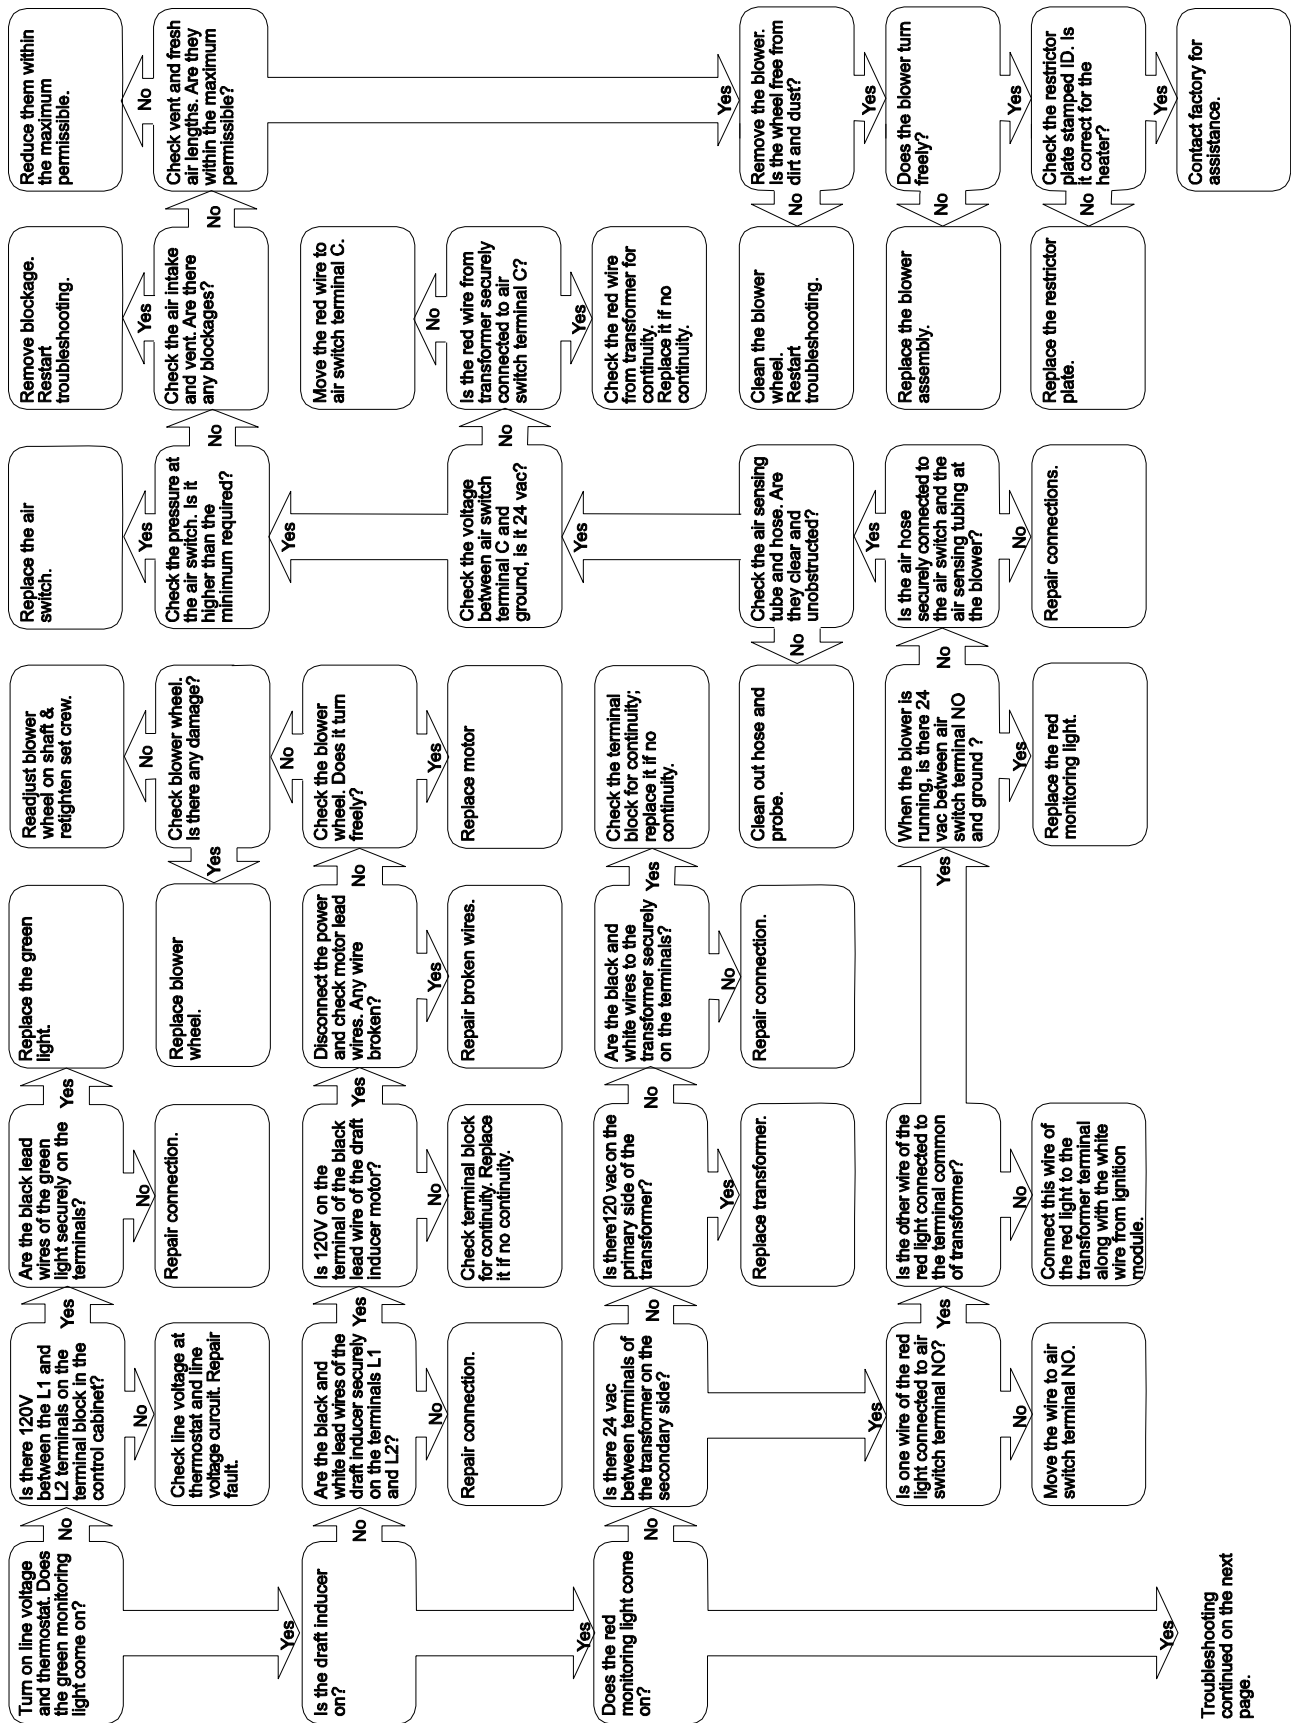 Turn on line voltage
and thermostat. Does
the green monitoring
light come on?
No
Is there 120V
between the L1 and
L2 terminals on the
terminal block in the
control cabinet?
Yes
Are the black lead
wires of the green
light securely on the
terminals?
Yes
Replace the green
light.
No
Check line voltage at
thermostat and line
voltage curcuit. Repair
fault.
No
Repair connection.
Yes
Is the draft inducer
on?
No
Are the black and
white lead wires of the
draft inducer securely
on the terminals L1
and L2?
Yes
Is 120V on the
terminal of the black
lead wire of the draft
inducer motor?
Yes
Disconnect the power
and check motor lead
wires. Any wire
broken?
No
Check the blower
wheel. Does it turn
freely?
No
Check blower wheel.
Is there any damage?
No
Readjust blower
wheel on shaft &
retighten set crew.
Yes
Replace blower
wheel.
No
Repair connection.
No
Check terminal block
for continuity. Replace
it if no continuity.
Yes
Repair broken wires.
Yes
Replace motor
Yes
Does the red
monitoring light come
on?
No
Is there 24 vac
between terminals of
the transformer on the
secondary side?
No
Is there120 vac on the
primary side of the
transformer?
No
Are the black and
white wires to the
transformer securely
on the terminals?
Yes
Check the terminal
block for continuity;
replace it if no
continuity.
Yes
Replace transformer.
No
Repair connection.
Yes
Is one wire of the red
light connected to air
switch terminal NO?
Yes
Is the other wire of the
red light connected to
the terminal common
of transformer?
Yes
When the blower is
running, is there 24
vac between air
switch terminal NO
and ground ?
No
Is the air hose
securely connected to
the air switch and the
air sensing tubing at
the blower?
No
Move the wire to air
switch terminal NO.
No
Connect this wire of
the red light to the
transformer terminal
along with the white
wire from ignition
module.
Yes
Replace the red
monitoring light.
No
Repair connections.
Yes
Check the air sensing
tube and hose. Are
they clear and
unobstructed?
No
Clean out hose and
probe.
Yes
Check the voltage
between air switch
terminal C and
ground, is it 24 vac?
No
Is the red wire from
transformer securely
connected to air
switch terminal C?
No
Move the red wire to
air switch terminal C.
Yes
Check the red wire
from transformer for
continuity.
Replace it if no
continuity.
Yes
Check the pressure at
the air switch. Is it
higher than the
minimum required?
Yes
Replace the air
switch.
No
Check the air intake
and vent. Are there
any blockages?
Yes
Remove blockage.
Restart
troubleshooting.
No
Check vent and fresh
air lengths. Are they
within the maximum
permissible?
No
Reduce them within
the maximum
permissible.
Yes
Remove the blower.
Is the wheel free from
dirt and dust?
No
Clean the blower
wheel.
Restart
troubleshooting.
Yes
Does the blower turn
freely?
No
Replace the blower
assembly.
Yes
Check the restrictor
plate stamped ID. Is
it correct for the
heater?
No
Replace the restrictor
plate.
Yes
Contact factory for
assistance.
Yes
Troubleshooting
continued on the next
page.